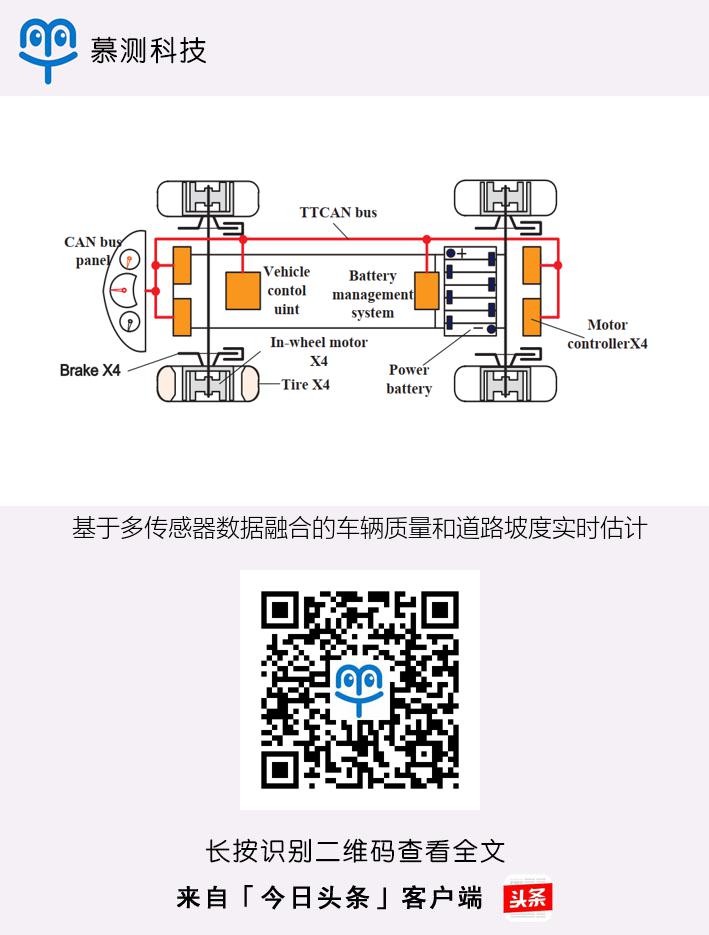 慕测科技
TTCAN bus
CAN bus
panel
Vehicle
contol
uint
Battery
management
system
Motor
controllerX4
In-wheel motor
X4
Brake X4
Tire X4
Power
battery
基于多传感器数据融合的车辆质量和道路坡度实时估计
长按识别二维码查看全文
来自「今日头条」客户端
头条